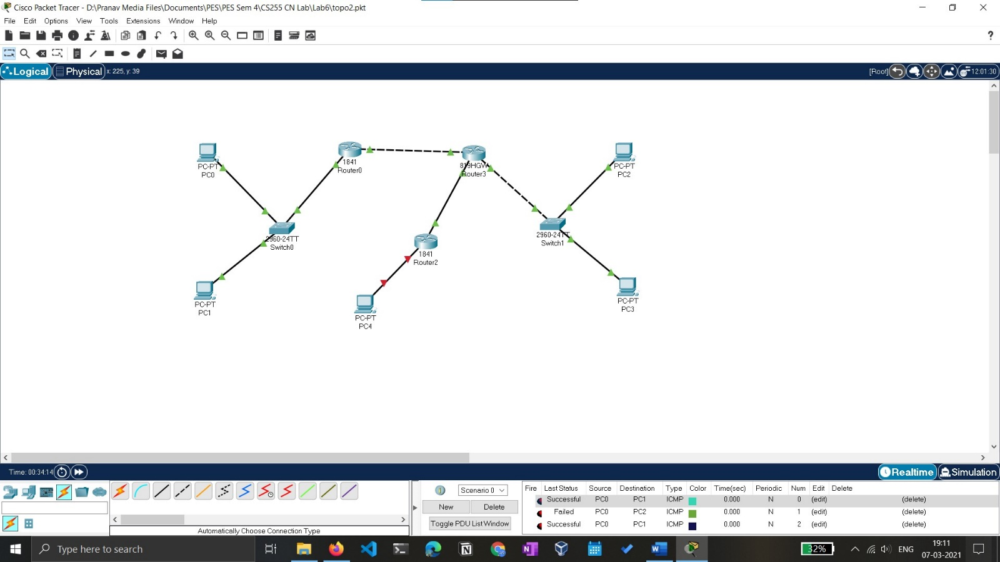 Cisco Packet Tracer - D:\Pranav Media Files\Documents\PES\PES Sem 4\CS255 CN Lab\Lab6\topo2.pkt
File Edit Options View Tools Extensions Window Help
?
Logical Physical x: 225, y: 39 [Root] 12:01:30
PC-PT
PC0
1841
Router0
819HGW
Router3
PC-PT
PC2
2960-24TT
Switch0
1841
Router2
2960-24TT
Switch1
PC-PT
PC1
PC-PT
PC4
PC-PT
PC3
Time: 00:34:14 Realtime Simulation
Scenario 0
New Delete
Toggle PDU List Window
Automatically Choose Connection Type
Fire Last Status Source Destination Type Color Time(sec) Periodic Num Edit Delete
Successful PC0 PC1 ICMP 0.000 N 0 (edit) (delete)
Failed PC0 PC2 ICMP 0.000 N 1 (edit) (delete)
Successful PC0 PC1 ICMP 0.000 N 2 (edit) (delete)
Type here to search
32%
ENG
19:11
07-03-2021